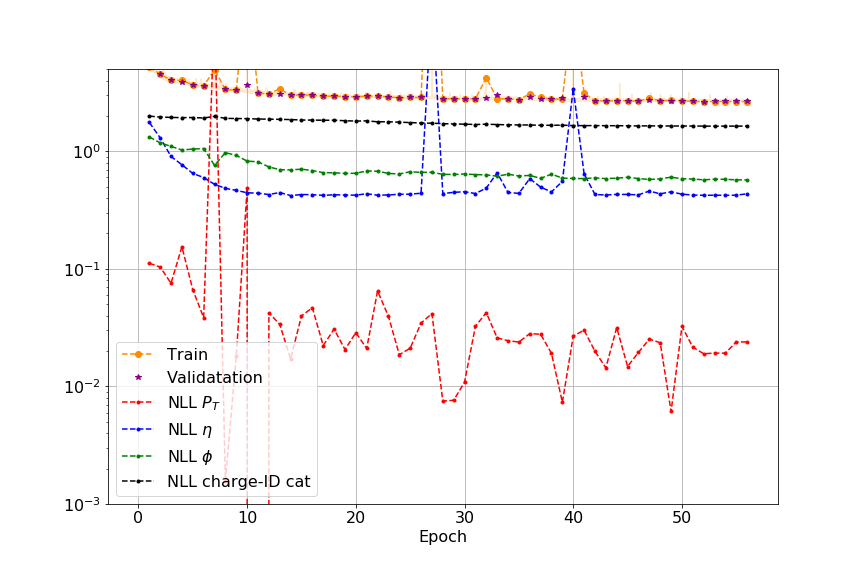 10⁰
10⁻¹
10⁻²
10⁻³
Train
Validatation
NLL P_T
NLL η
NLL ϕ
NLL charge-ID cat
0 10 20 30 40 50
Epoch